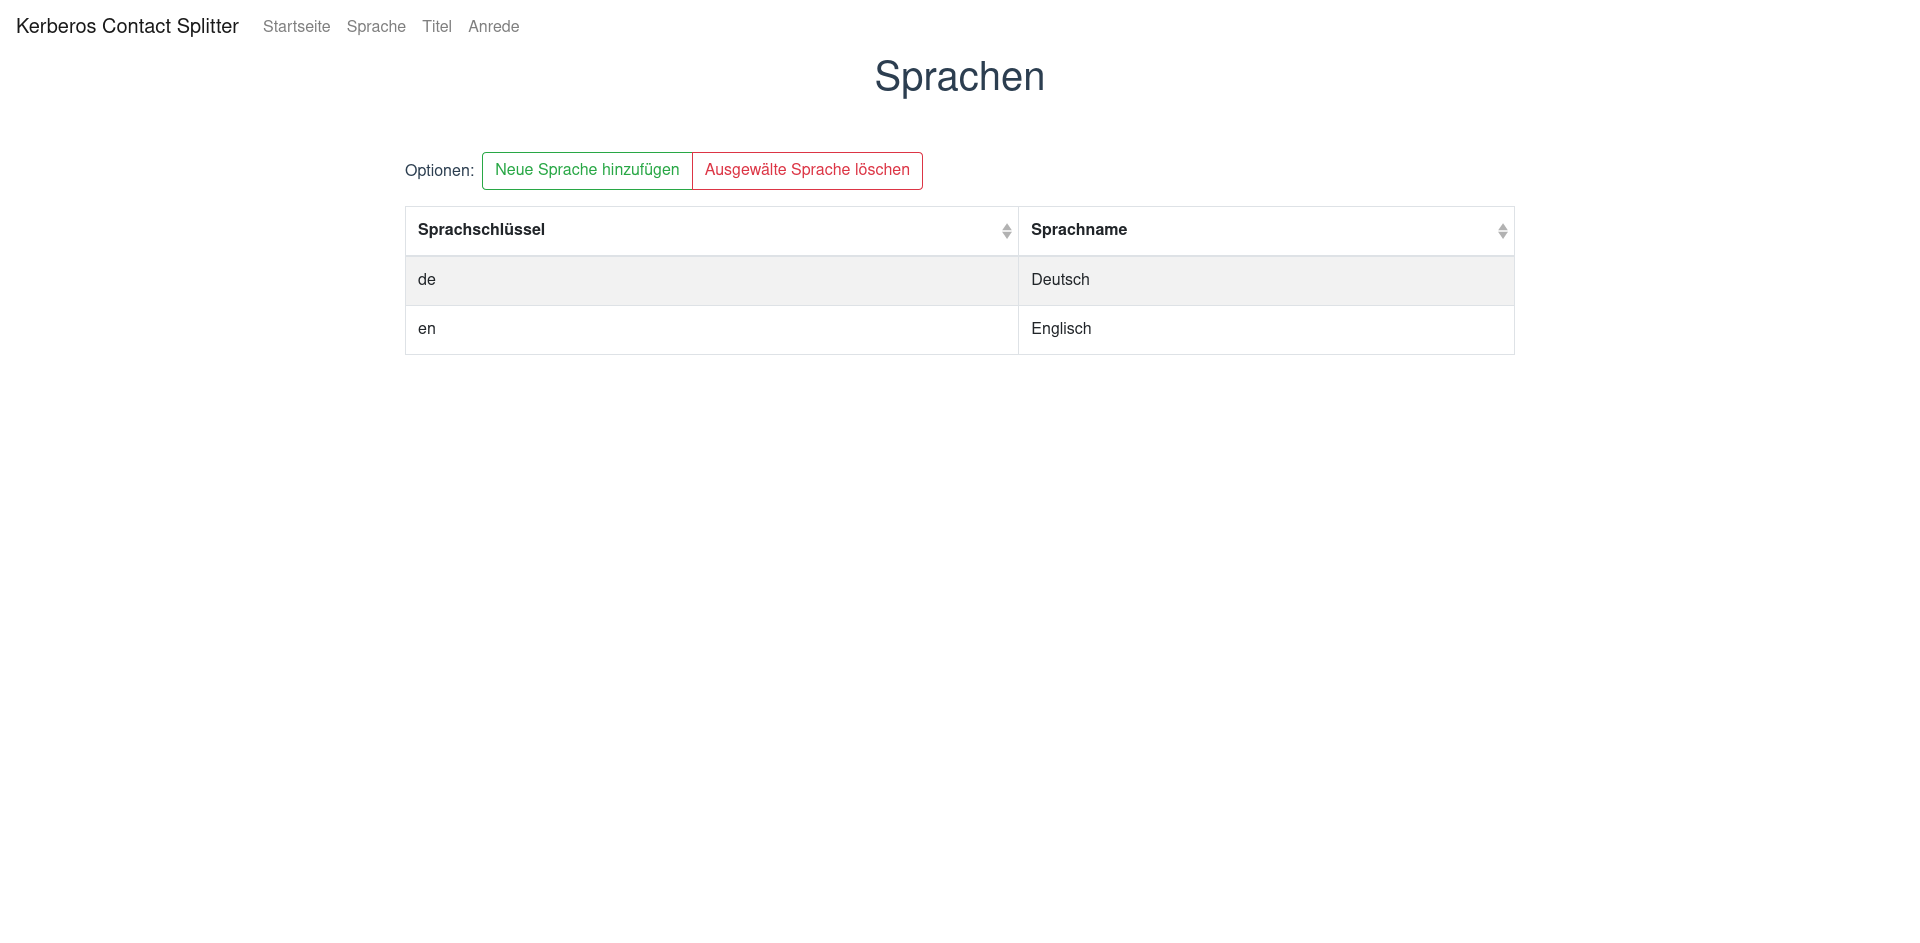 Kerberos Contact Splitter Startseite Sprache Titel Anrede
Sprachen
Optionen: Neue Sprache hinzufügen Ausgewälte Sprache löschen
Sprachschlüssel Sprachname
de Deutsch
en Englisch